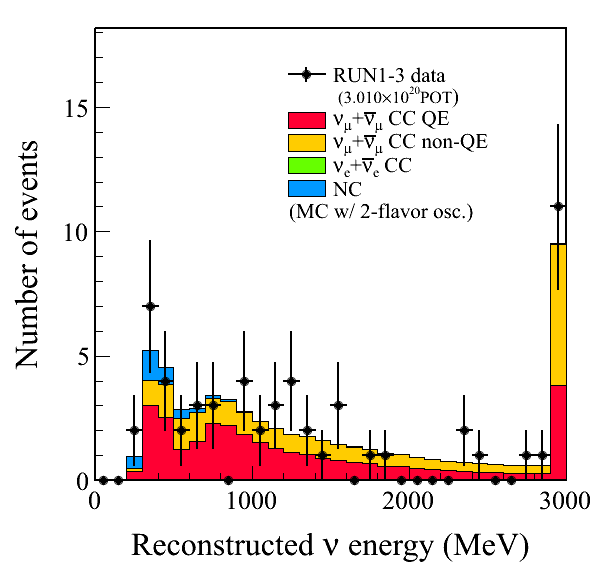 RUN1-3 data
(3.010×10²⁰POT)
νμ+ν̅μ CC QE
νμ+ν̅μ CC non-QE
νe+ν̅e CC
NC
(MC w/ 2-flavor osc.)
Number of events
15
10
5
0
0 1000 2000 3000
Reconstructed ν energy (MeV)